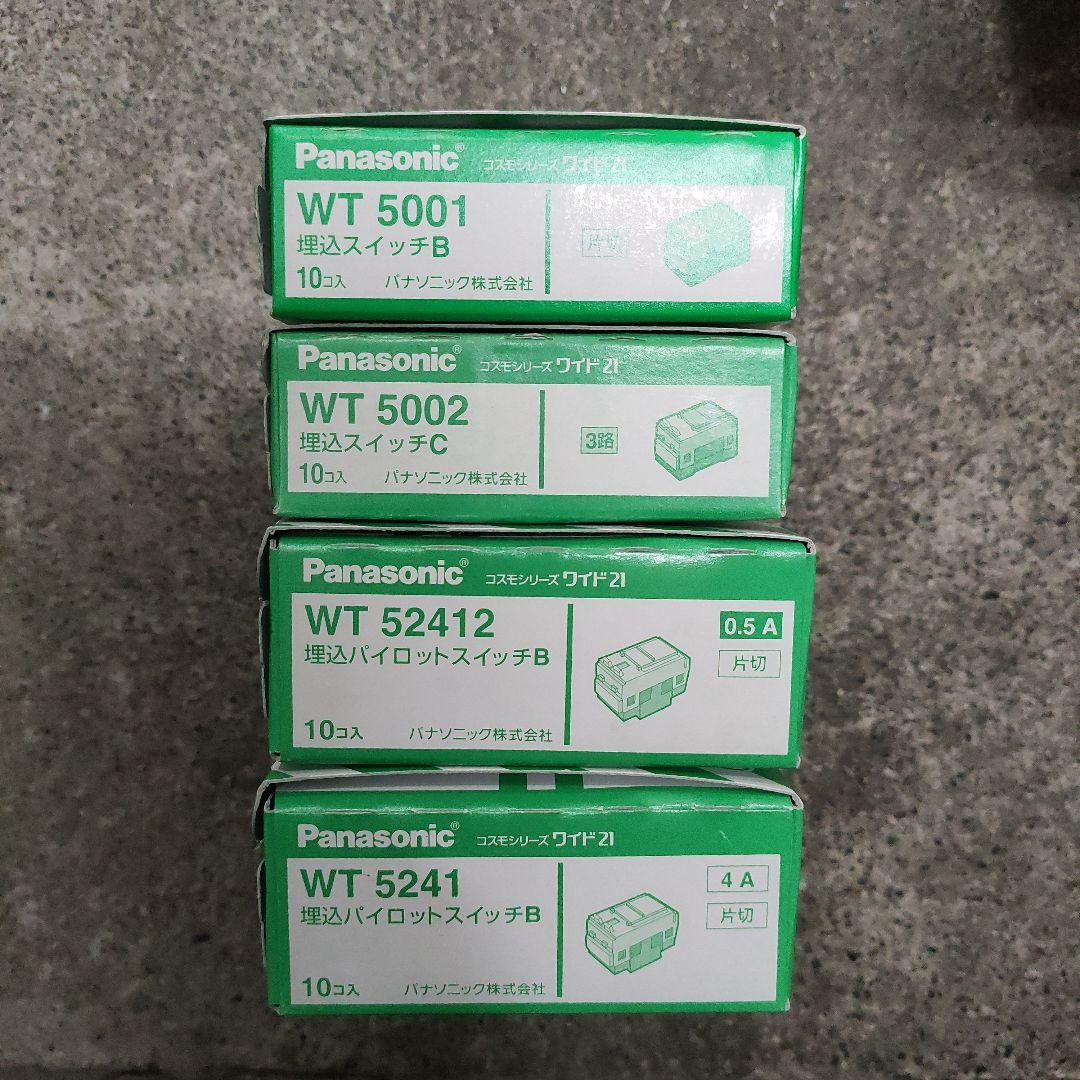 Panasonic® コスモシリーズ ワイド21
WT 5001
埋込スイッチB
片切
10コ入 パナソニック株式会社
Panasonic® コスモシリーズ ワイド21
WT 5002
埋込スイッチC
3路
10コ入 パナソニック株式会社
Panasonic® コスモシリーズ ワイド21
WT 52412
0.5 A
埋込パイロットスイッチB
片切
10コ入 パナソニック株式会社
Panasonic® コスモシリーズ ワイド21
WT 5241
4 A
埋込パイロットスイッチB
片切
10コ入 パナソニック株式会社